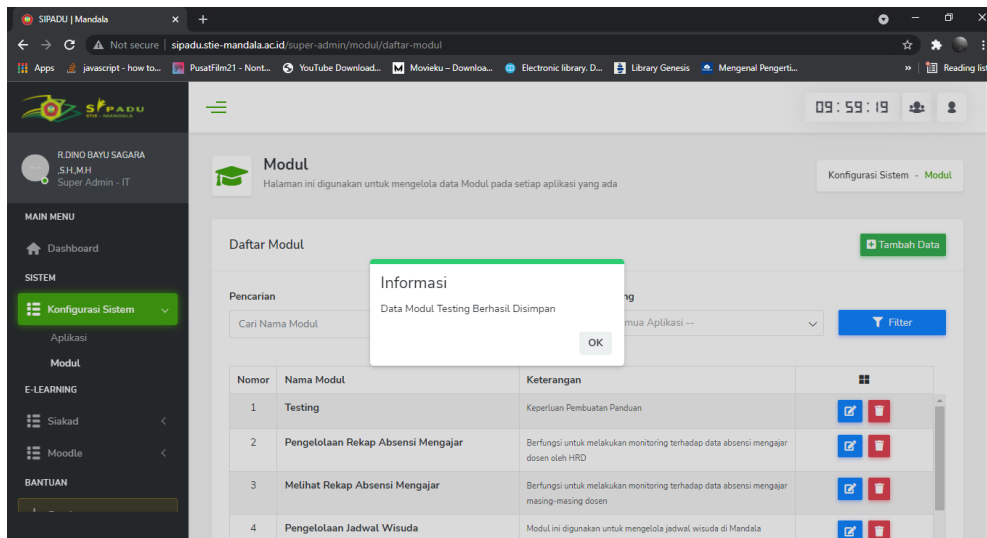 SIPADU | Mandala
Not secure | sipadu.stie-mandala.ac.id/super-admin/modul/daftar-modul
Apps javascript - how to... PusatFilm21 - Nont... YouTube Download... Movieku – Downloa... Electronic library. D... Library Genesis Mengenal Pengerti... » Reading list
SIPADU
STIE - MANDALA
09:59:19
R.DINO BAYU SAGARA
,S.H.,M.H
Super Admin - IT
Modul
Halaman ini digunakan untuk mengelola data Modul pada setiap aplikasi yang ada
Konfigurasi Sistem - Modul
MAIN MENU
Dashboard
SISTEM
Konfigurasi Sistem
Aplikasi
Modul
E-LEARNING
Siakad
Moodle
BANTUAN
Daftar Modul
Tambah Data
Informasi
Data Modul Testing Berhasil Disimpan
OK
Pencarian
Cari Nama Modul
ng
mua Aplikasi --
Filter
Nomor Nama Modul Keterangan
1 Testing Keperluan Pembuatan Panduan
2 Pengelolaan Rekap Absensi Mengajar Berfungsi untuk melakukan monitoring terhadap data absensi mengajar
dosen oleh HRD
3 Melihat Rekap Absensi Mengajar Berfungsi untuk melakukan monitoring terhadap data absensi mengajar
masing-masing dosen
4 Pengelolaan Jadwal Wisuda Modul ini digunakan untuk mengelola jadwal wisuda di Mandala